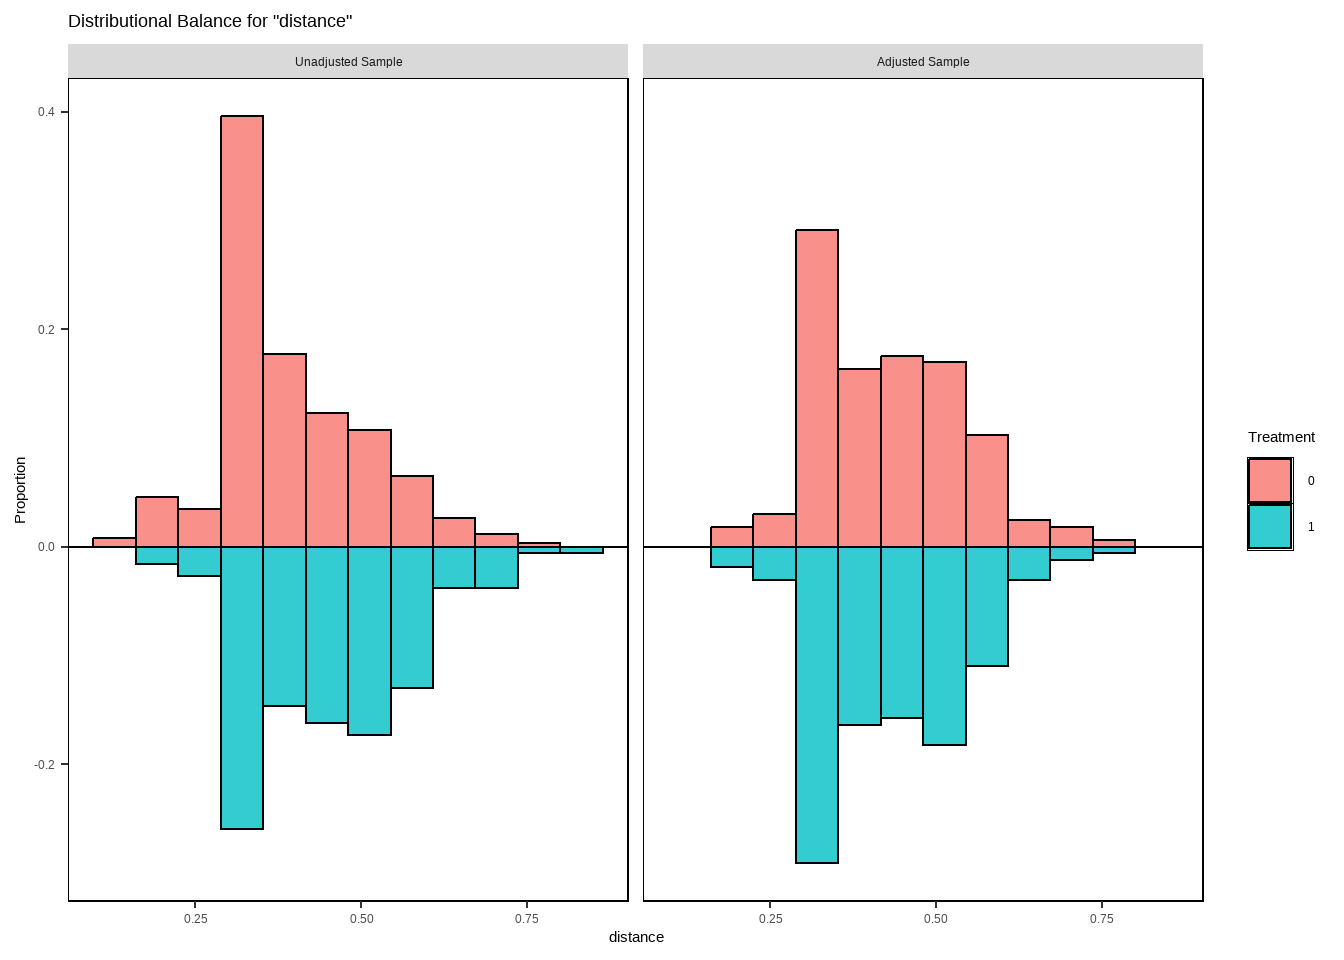 Distributional Balance for "distance"
Unadjusted Sample
Adjusted Sample
0.4
0.2
0.0
-0.2
Proportion
0.25
0.50
0.75
0.25
0.50
0.75
distance
Treatment
0
1